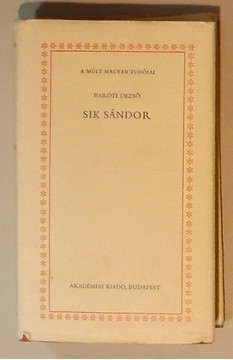 A MÚLT MAGYAR TUDÓSAI
BARÓTI DEZSŐ
SIK SÁNDOR
AKADÉMIAI KIADÓ, BUDAPEST